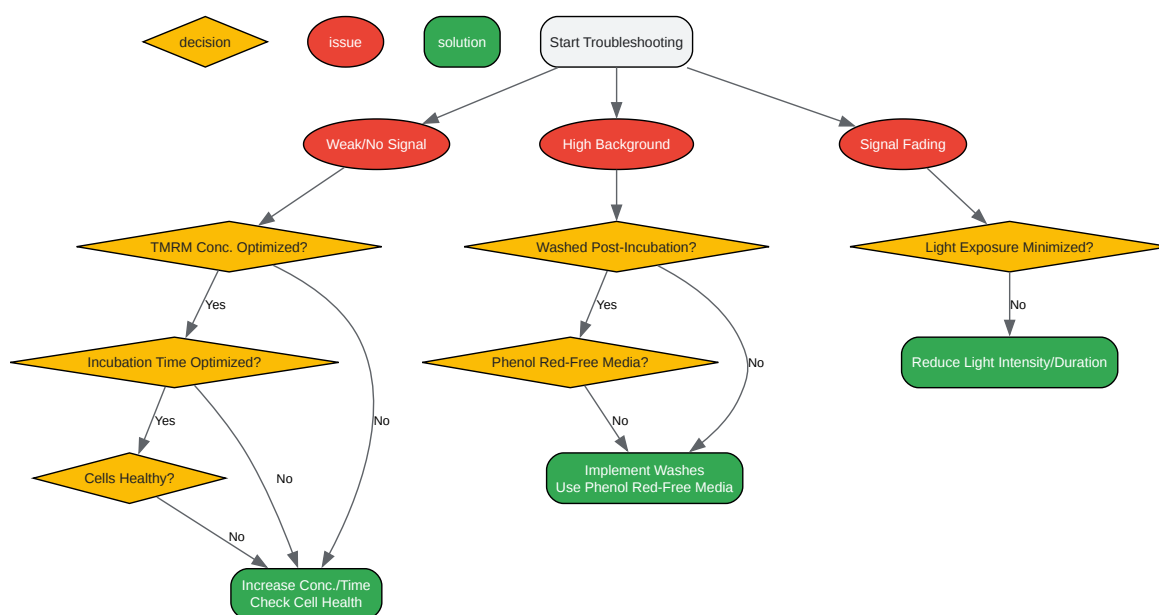 decision
issue
solution
Start Troubleshooting
Weak/No Signal
High Background
Signal Fading
TMRM Conc. Optimized?
Washed Post-Incubation?
Light Exposure Minimized?
Yes
Yes
No
Incubation Time Optimized?
Phenol Red-Free Media?
No
Reduce Light Intensity/Duration
Yes
No
No
Cells Healthy?
No
Implement Washes
Use Phenol Red-Free Media
No
Increase Conc./Time
Check Cell Health